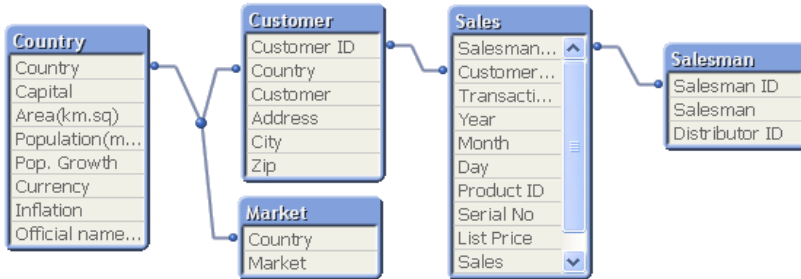 Country
Country
Capital
Area(km.sq)
Population(m...
Pop. Growth
Currency
Inflation
Official name...
Customer
Customer ID
Country
Customer
Address
City
Zip
Market
Country
Market
Sales
Salesman...
Customer...
Transacti...
Year
Month
Day
Product ID
Serial No
List Price
Sales
Salesman
Salesman ID
Salesman
Distributor ID